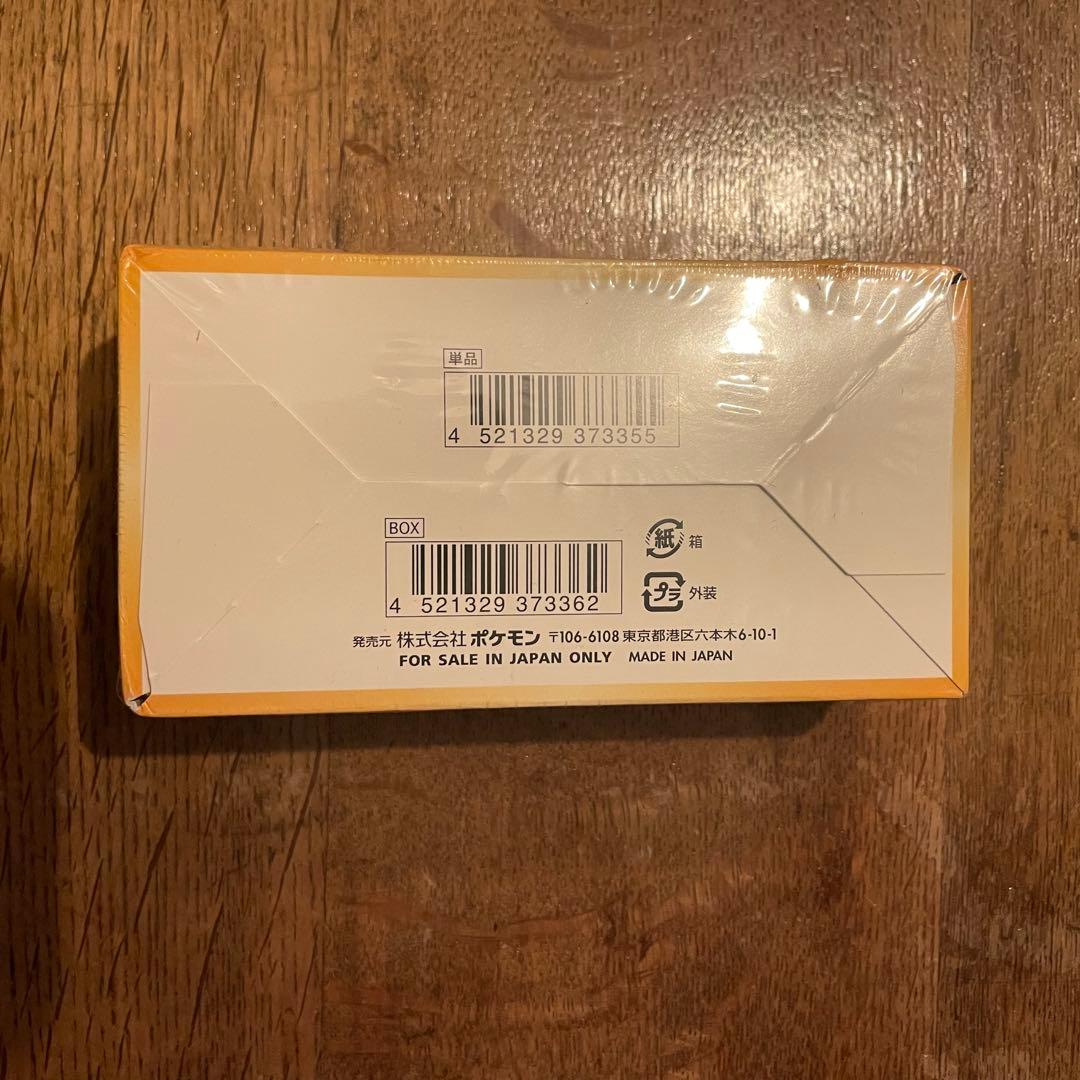 単品
4 521329 373355
BOX
4 521329 373362
紙 箱
プラ 外装
発売元 株式会社 ポケモン 〒106-6108 東京都港区六本木6-10-1
FOR SALE IN JAPAN ONLY MADE IN JAPAN